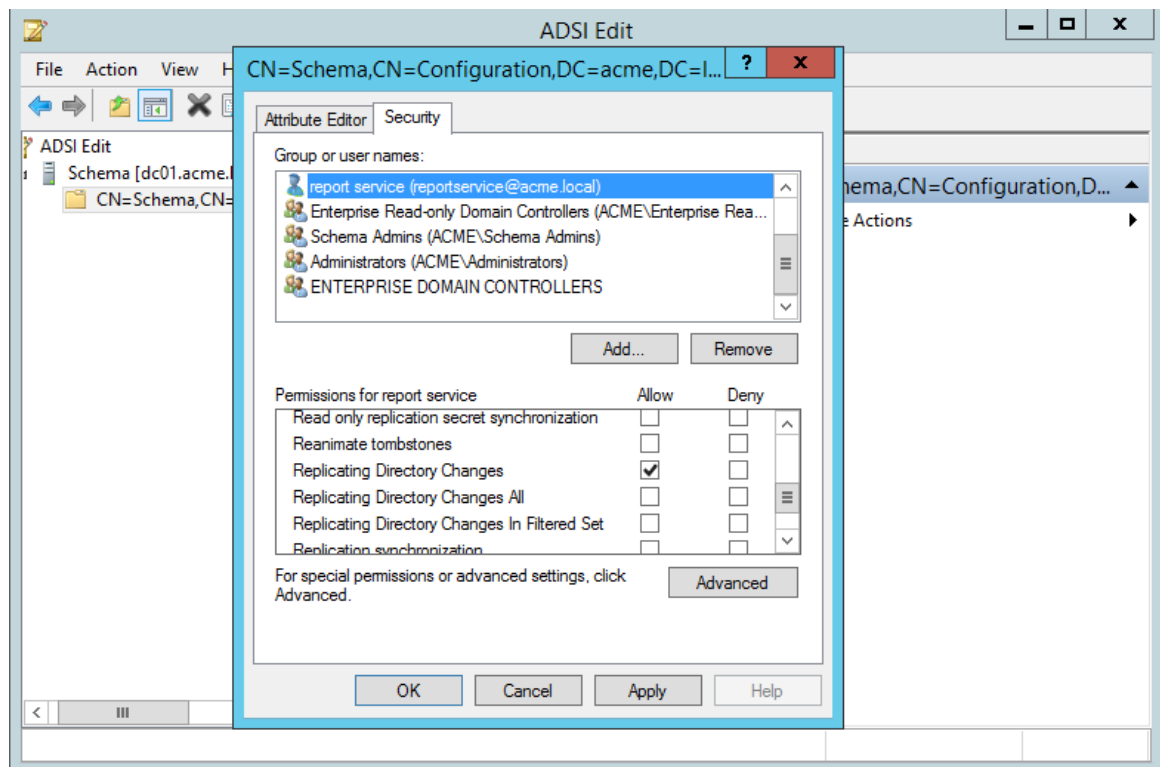 ADSI Edit
File Action View H
CN=Schema,CN=Configuration,DC=acme,DC=l...
?
x
Attribute Editor
Security
ADSI Edit
Schema [dc01.acme.l
CN=Schema,CN=
Group or user names:
report service (reportservice@acme.local)
Enterprise Read-only Domain Controllers (ACME\Enterprise Rea...
Schema Admins (ACME\Schema Admins)
Administrators (ACME\Administrators)
ENTERPRISE DOMAIN CONTROLLERS
hema,CN=Configuration,D...
e Actions
Add...
Remove
Permissions for report service Allow Deny
Read only replication secret synchronization
Reanimate tombstones
Replicating Directory Changes
Replicating Directory Changes All
Replicating Directory Changes In Filtered Set
Replication synchronization
For special permissions or advanced settings, click
Advanced.
Advanced
OK
Cancel
Apply
Help